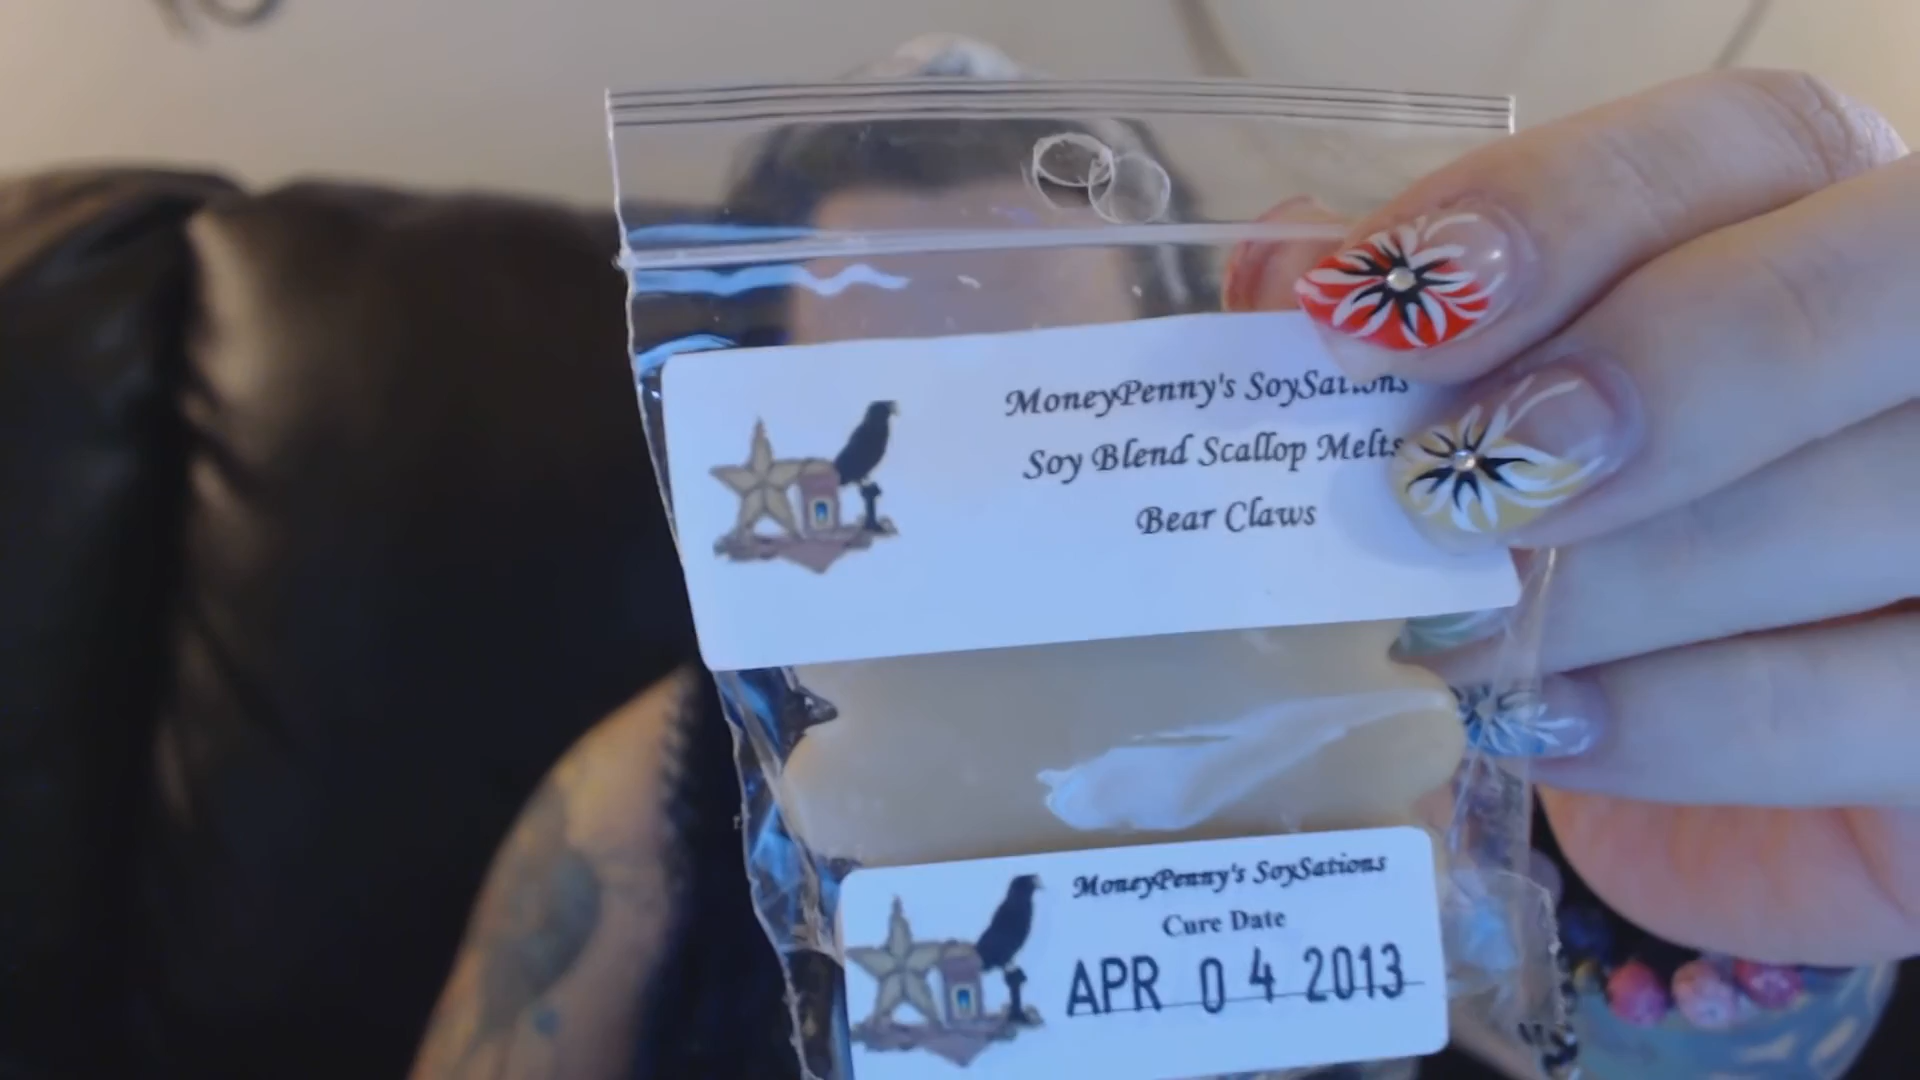 MoneyPenny's SoySations
Soy Blend Scallop Melts
Bear Claws
MoneyPenny's SoySations
Cure Date
APR 04 2013